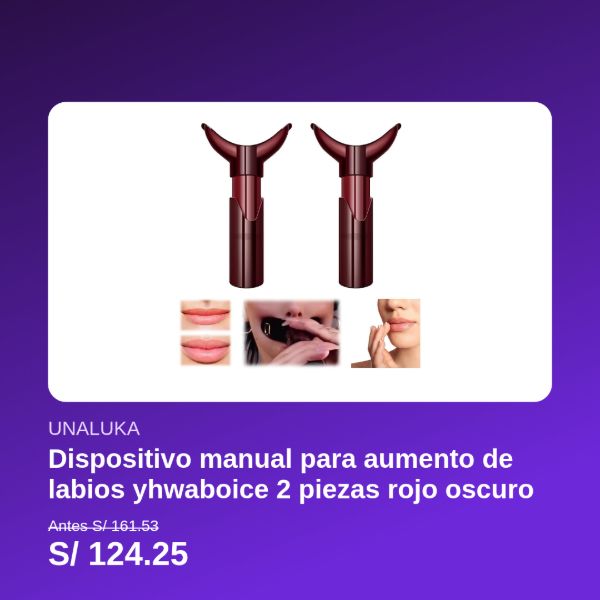 UNALUKA
Dispositivo manual para aumento de
labios yhwaboice 2 piezas rojo oscuro
Antes S/ 161.53
S/ 124.25